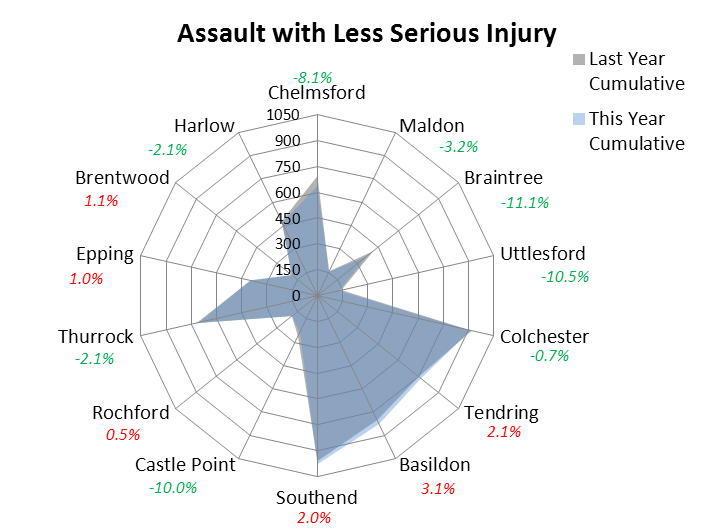 Assault with Less Serious Injury
Last Year
Cumulative
This Year
Cumulative
-8.1%
Chelmsford
Maldon
-3.2%
Braintree
-11.1%
Uttlesford
-10.5%
Colchester
-0.7%
Tendring
2.1%
Basildon
3.1%
Southend
2.0%
Castle Point
-10.0%
Rochford
0.5%
Thurrock
-2.1%
Epping
1.0%
Brentwood
1.1%
Harlow
-2.1%
1050
900
750
600
450
300
150
0